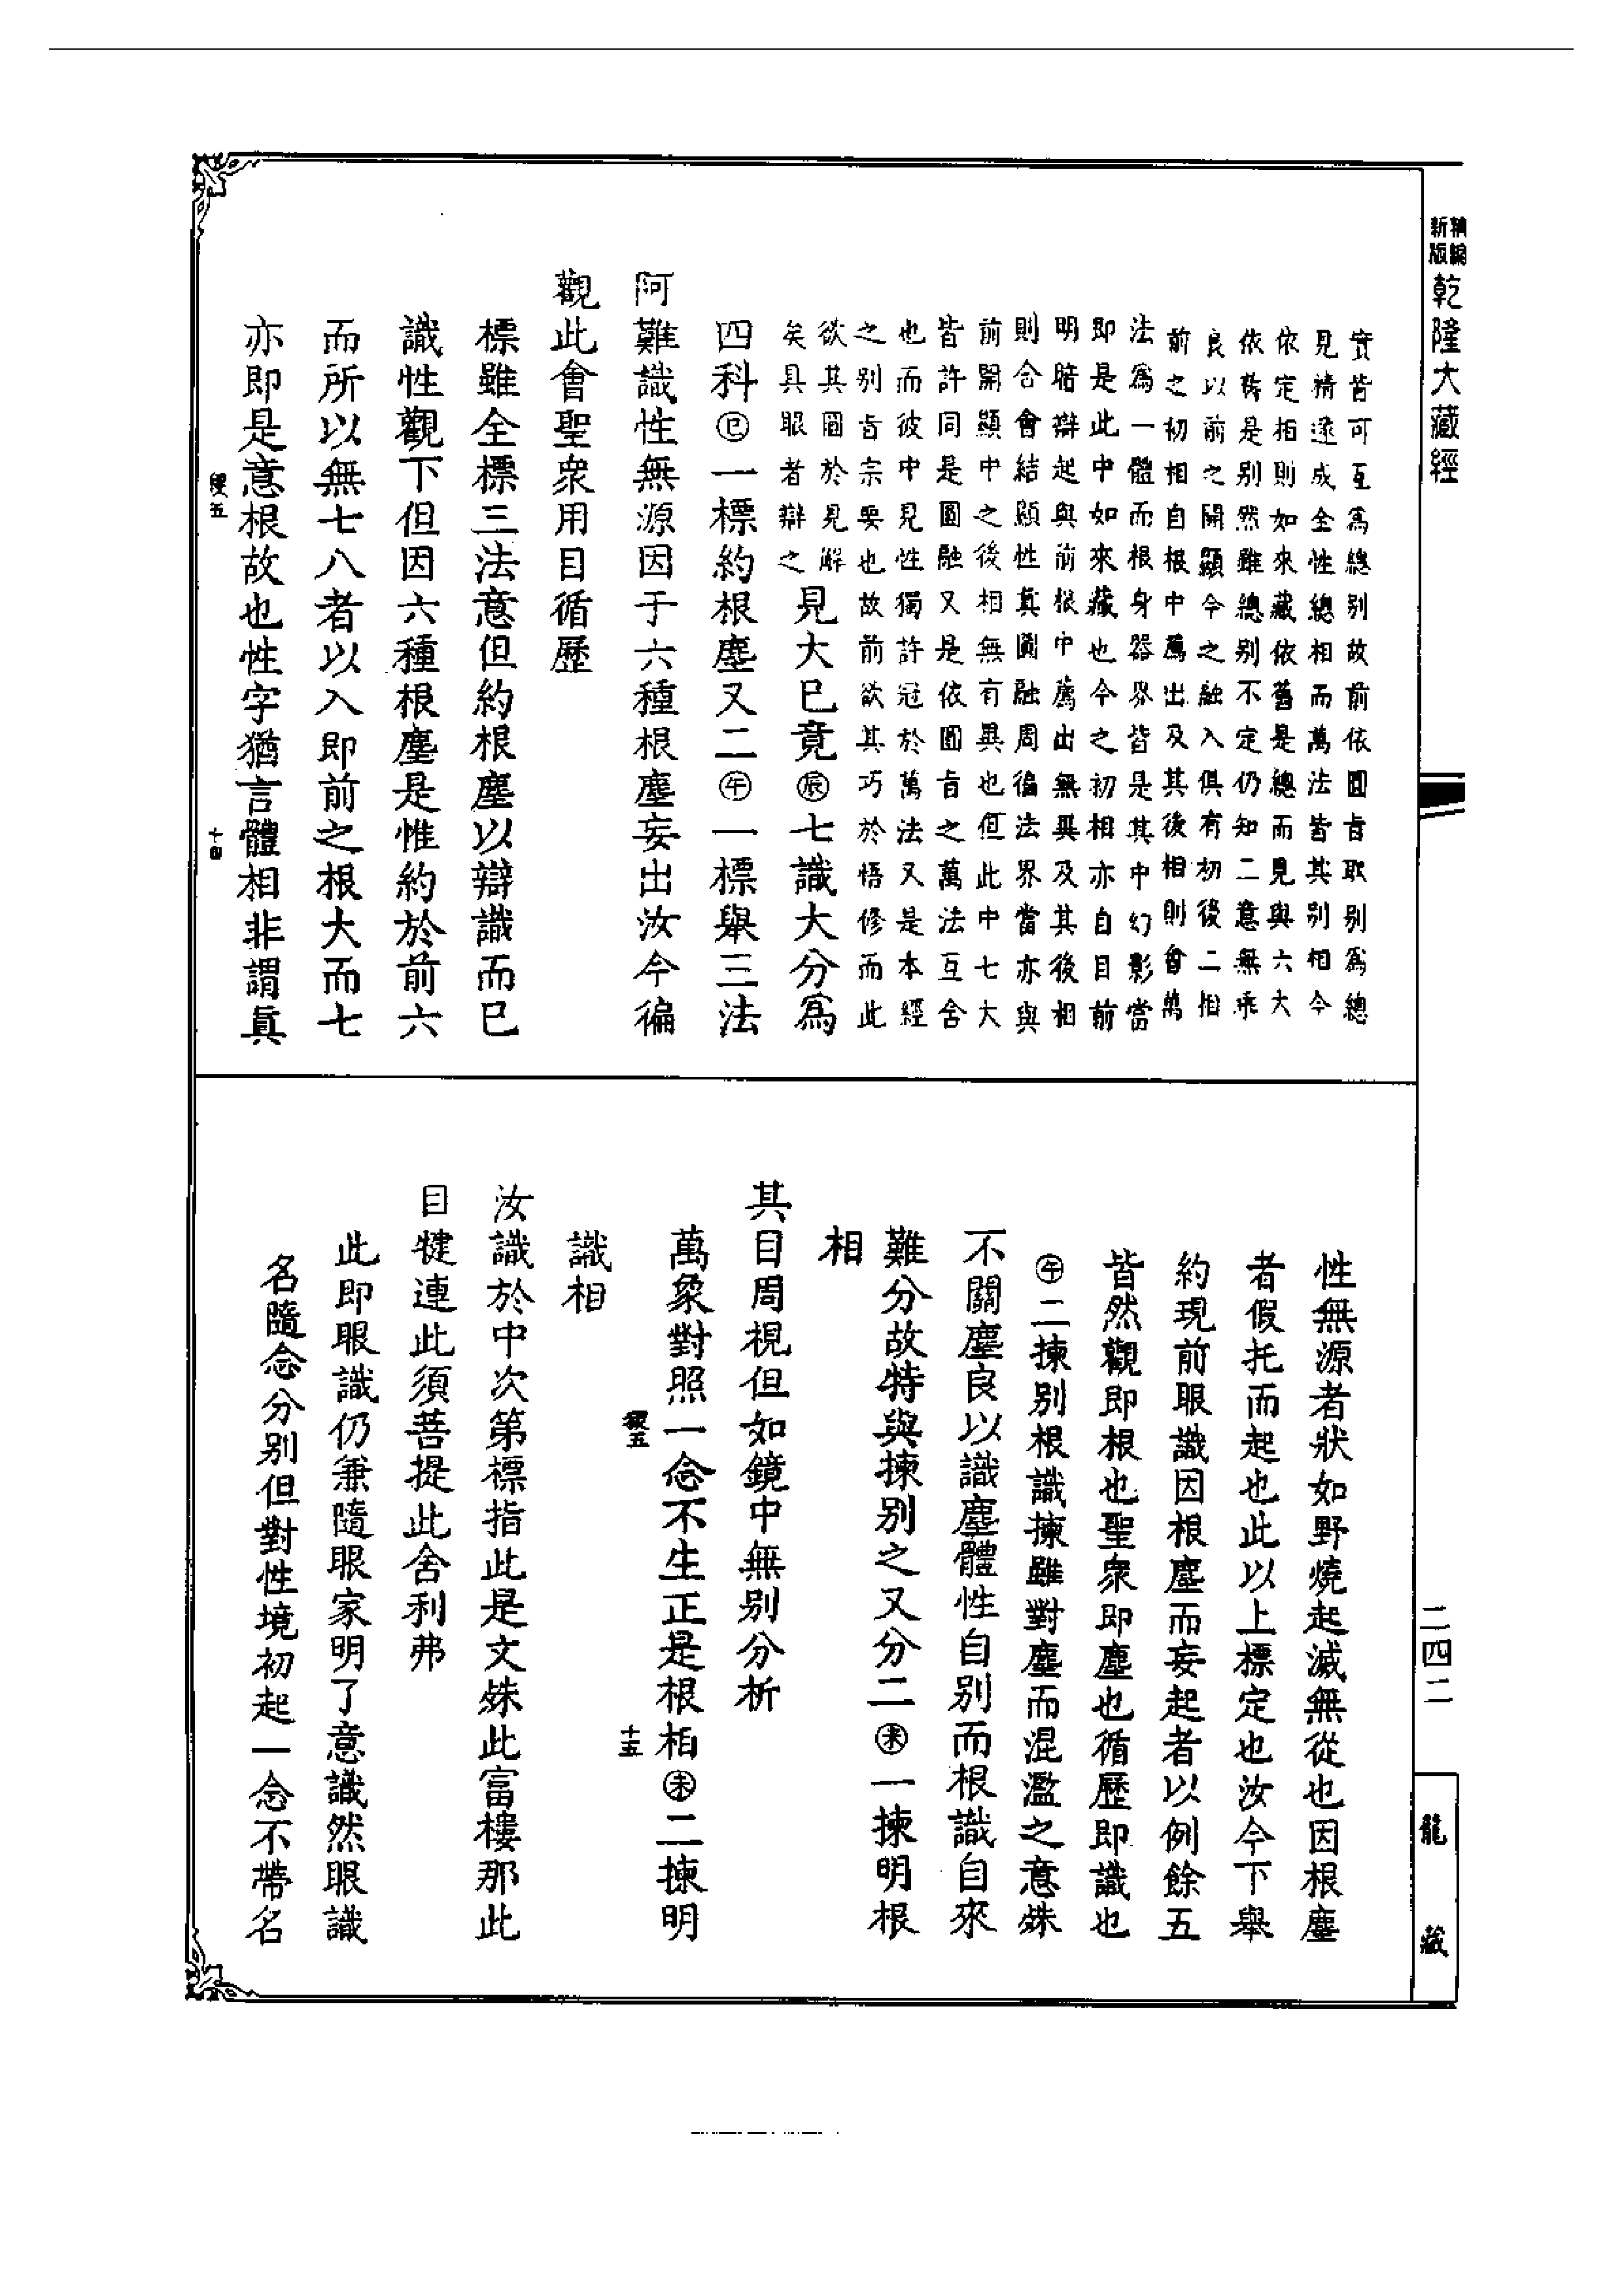 新版
精編
乾隆大藏經
實皆可互為總別故前依圓旨取別為總
見精遂成全性總相而萬法皆其別相今
依定相則如來藏依舊是總而見與六大
依舊是別然雖總別不定仍知二意無乖
良以前之開顯今之融入俱有初後二相
前之初相自根中薦出及其後相則會萬
法為一體而根身器界皆是其中幻影當
即是此中如來藏也今之初相亦自目前
明暗辯起與前根中薦出無異及其後相
則合會結顯性真圓融周徧法界當亦與
前開顯中之後相無有異也但此中七大
皆許同是圓融又是依圓旨之萬法互含
也而彼中見性獨許冠於萬法又是本經
之別旨宗要也故前欲其巧於悟修而此
欲其圓於見解
矣具眼者辯之
見大已竟㊉七識大分為
四科㊉一標約根塵又二㊉一標舉三法
阿難識性無源因于六種根塵妄出汝今徧
觀此會聖衆用目循歷
標雖全標三法意但約根塵以辯識而已
識性觀下但因六種根塵是惟約於前六
而所以無七八者以入即前之根大而七
亦即是意根故也性字猶言體相非謂眞
纓五
十四
性無源者狀如野燒起滅無從也因根塵
者假托而起也此以上標定也汝今下舉
約現前眼識因根塵而妄起者以例餘五
皆然觀即根也聖衆即塵也循歷即識也
㊉二揀別根識揀雖對塵而混濫之意殊
不關塵良以識塵體性自別而根識自來
難分故特與揀別之又分二㊉一揀明根
相
其目周視但如鏡中無別分析
萬象對照一念不生正是根相㊉二揀明
纓五
十五
識相
汝識於中次第標指此是文殊此富樓那此
目犍連此須菩提此舍利弗
此即眼識仍兼隨眼家明了意識然眼識
名隨念分別但對性境初起一念不帶名
二四二
龍藏